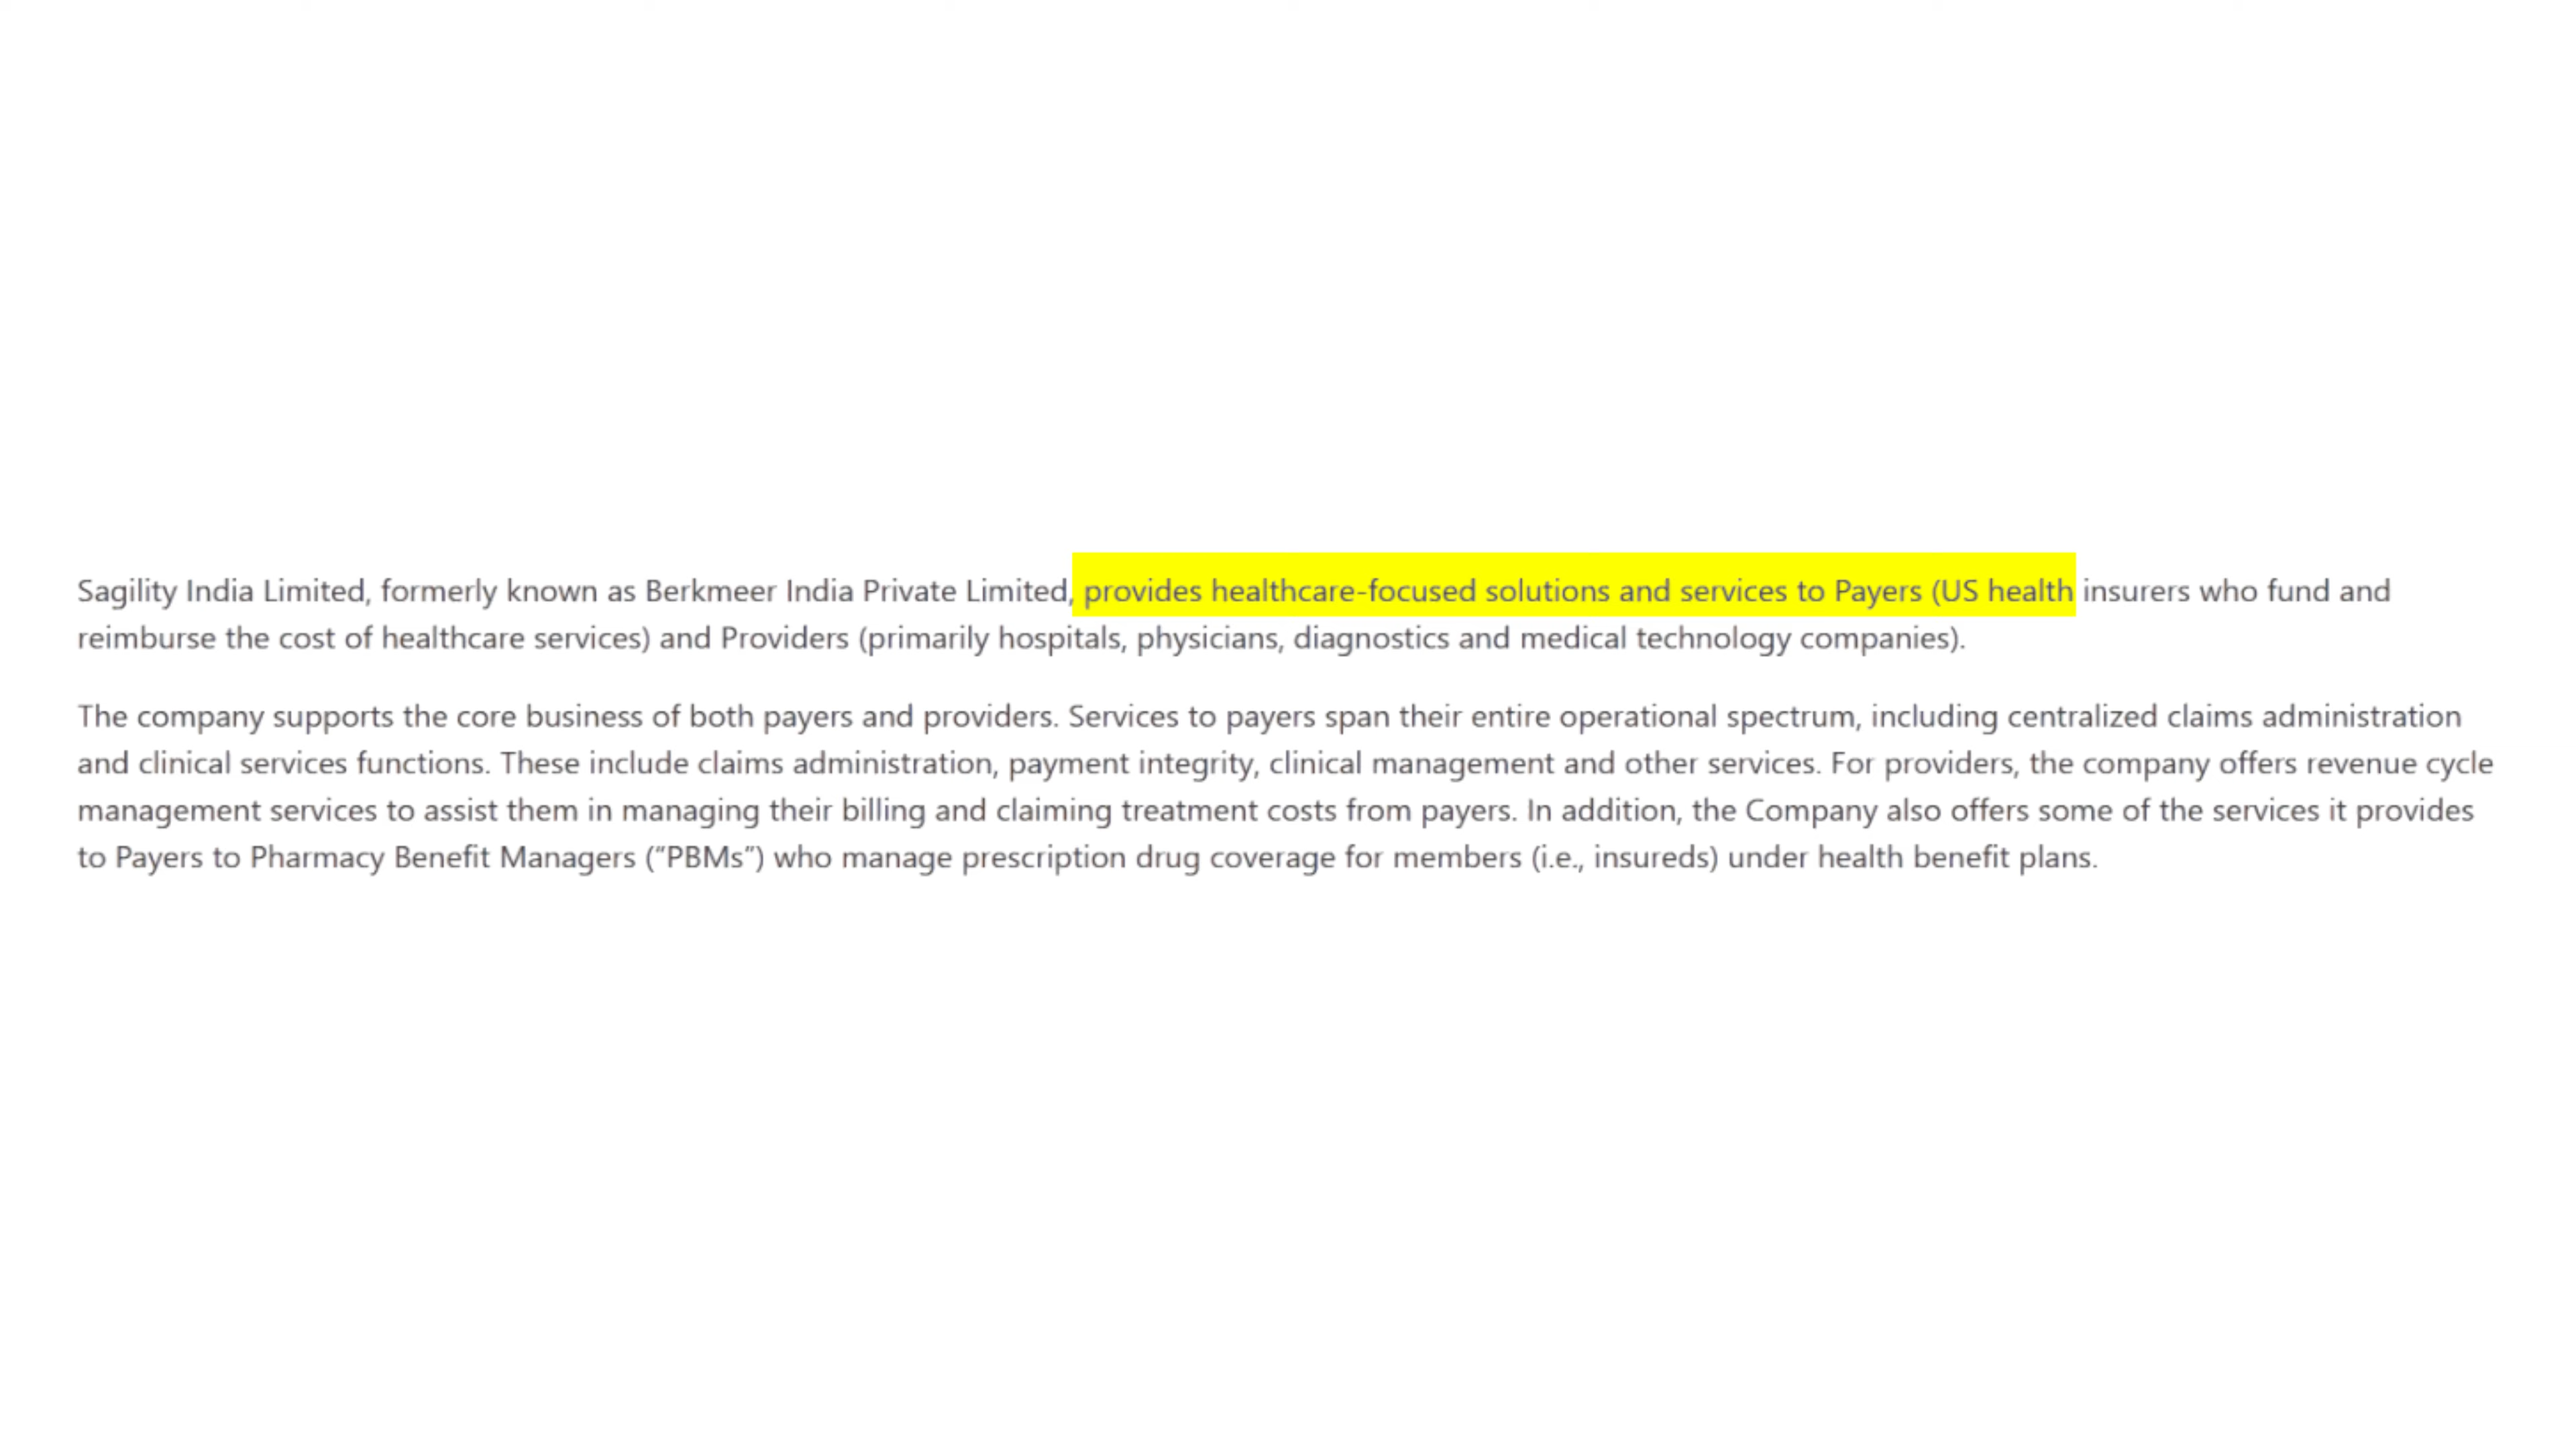 Sagility India Limited, formerly known as Berkmeer India Private Limited, provides healthcare-focused solutions and services to Payers (US health insurers who fund and
reimburse the cost of healthcare services) and Providers (primarily hospitals, physicians, diagnostics and medical technology companies).
The company supports the core business of both payers and providers. Services to payers span their entire operational spectrum, including centralized claims administration
and clinical services functions. These include claims administration, payment integrity, clinical management and other services. For providers, the company offers revenue cycle
management services to assist them in managing their billing and claiming treatment costs from payers. In addition, the Company also offers some of the services it provides
to Payers to Pharmacy Benefit Managers (“PBMs”) who manage prescription drug coverage for members (i.e., insureds) under health benefit plans.